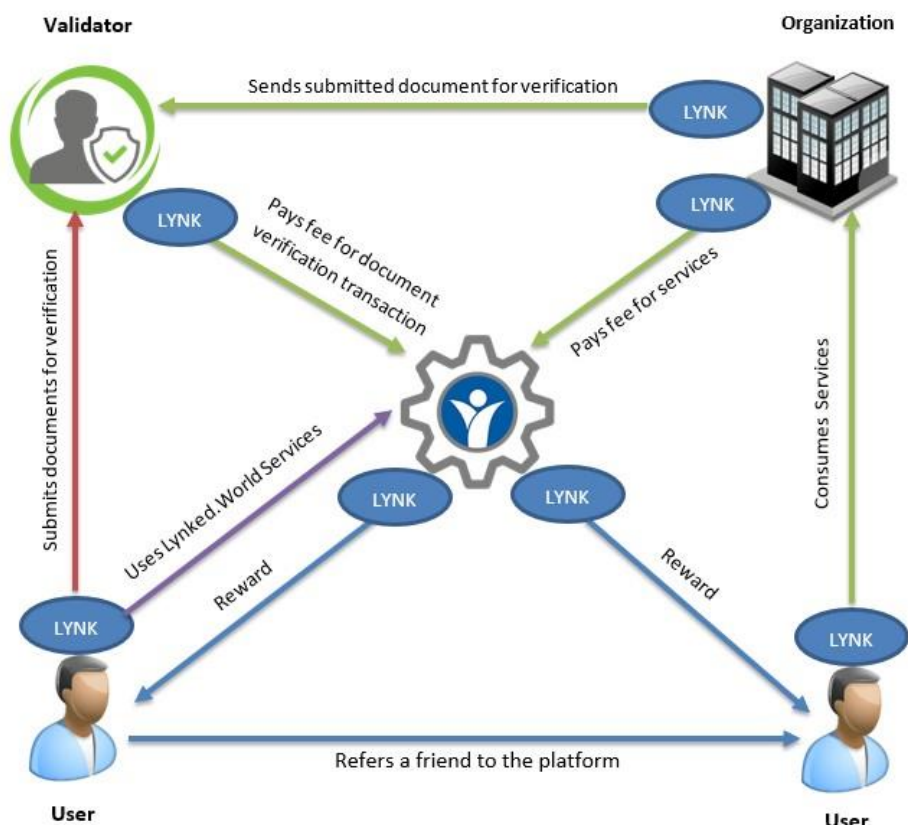 Validator
Organization
Sends submitted document for verification
LYNK
LYNK
LYNK
Pays fee for document
verification transaction
Pays fee for services
Submits documents for verification
Uses Lynked.World Services
Consumes Services
LYNK
LYNK
Reward
Reward
LYNK
LYNK
Refers a friend to the platform
User
User